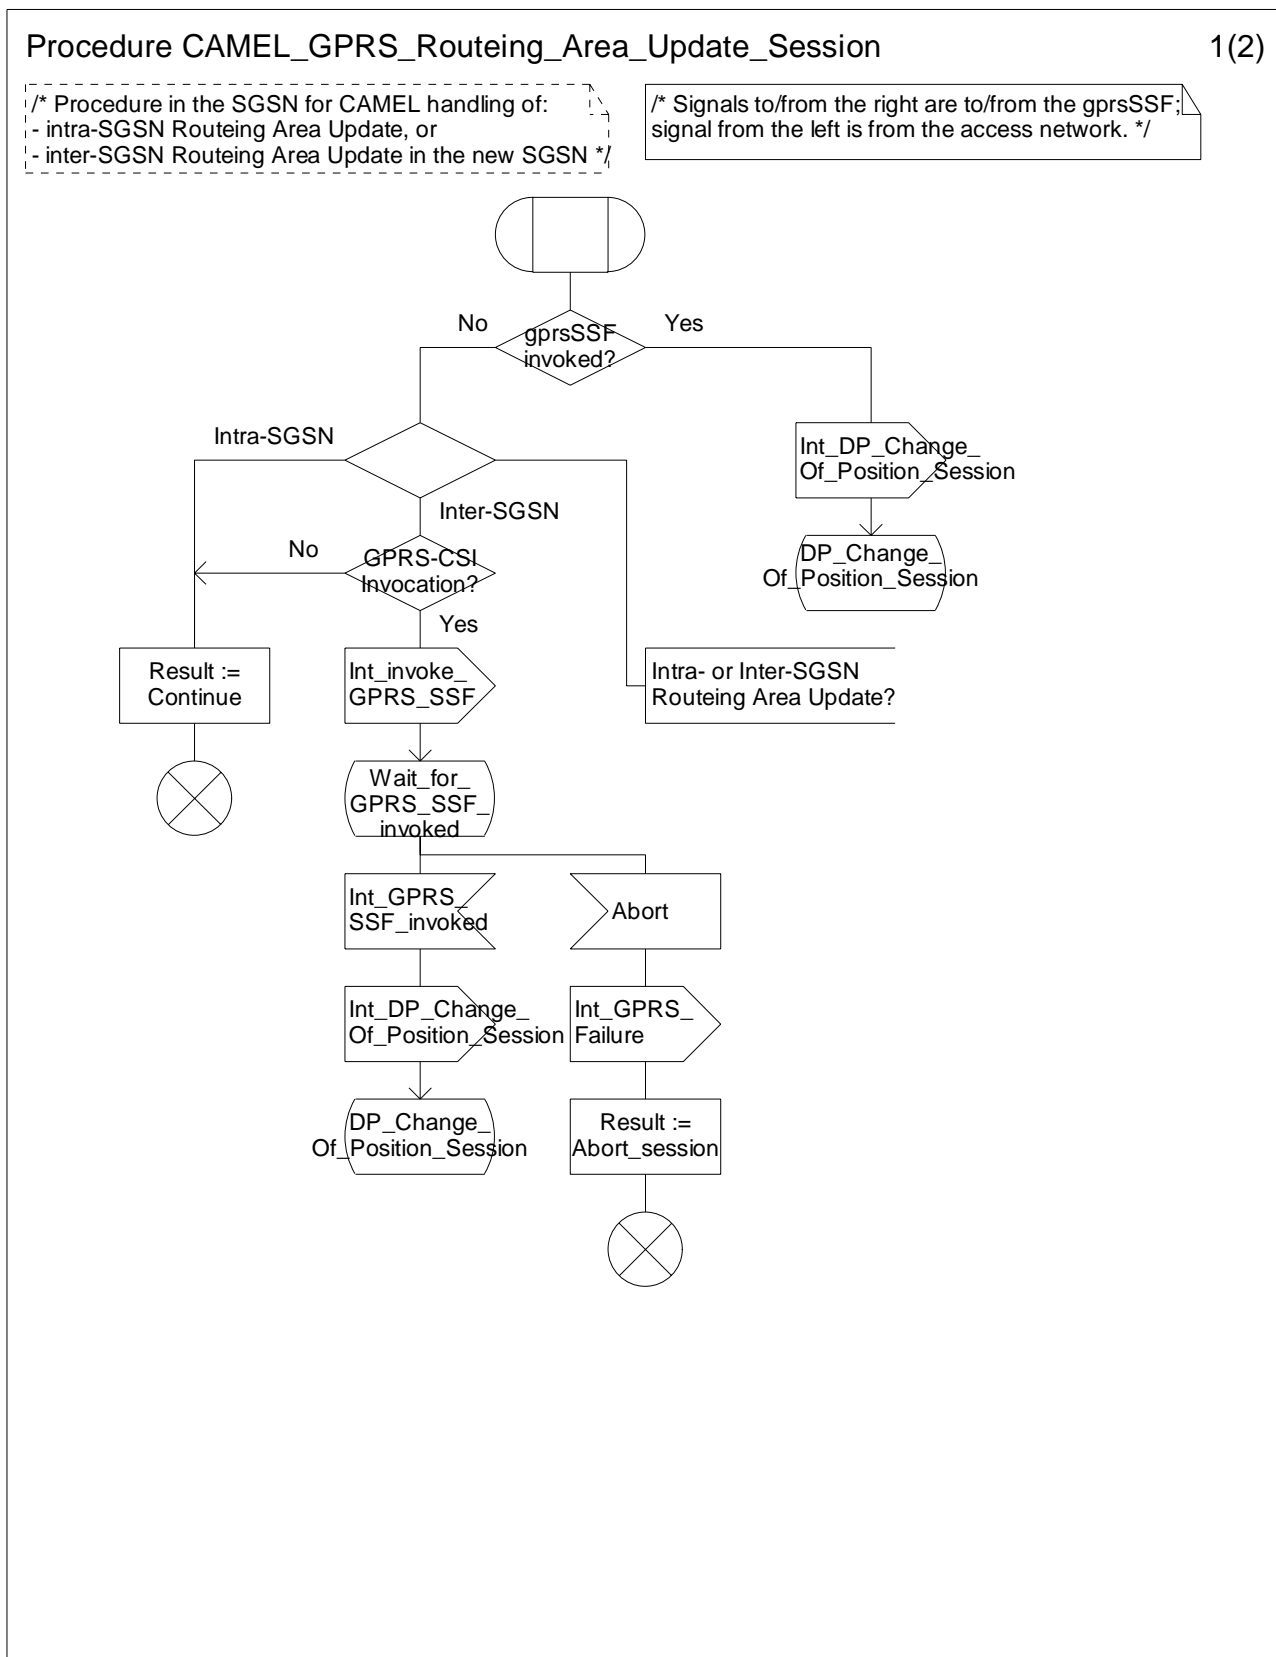 Procedure CAMEL_GPRS_Routeing_Area_Update_Session
1(2)
/* Procedure in the SGSN for CAMEL handling of:
- intra-SGSN Routeing Area Update, or
- inter-SGSN Routeing Area Update in the new SGSN */
/* Signals to/from the right are to/from the gprsSSF;
signal from the left is from the access network. */
No
gprsSSF
invoked?
Yes
Intra-SGSN
Int_DP_Change_
Of_Position_Session
Inter-SGSN
No
GPRS-CSI
Invocation?
DP_Change_
Of_Position_Session
Yes
Result :=
Continue
Int_invoke_
GPRS_SSF
Intra- or Inter-SGSN
Routeing Area Update?
Wait_for_
GPRS_SSF_
invoked
Int_GPRS_
SSF_invoked
Abort
Int_DP_Change_
Of_Position_Session
Int_GPRS_
Failure
DP_Change_
Of_Position_Session
Result :=
Abort_session